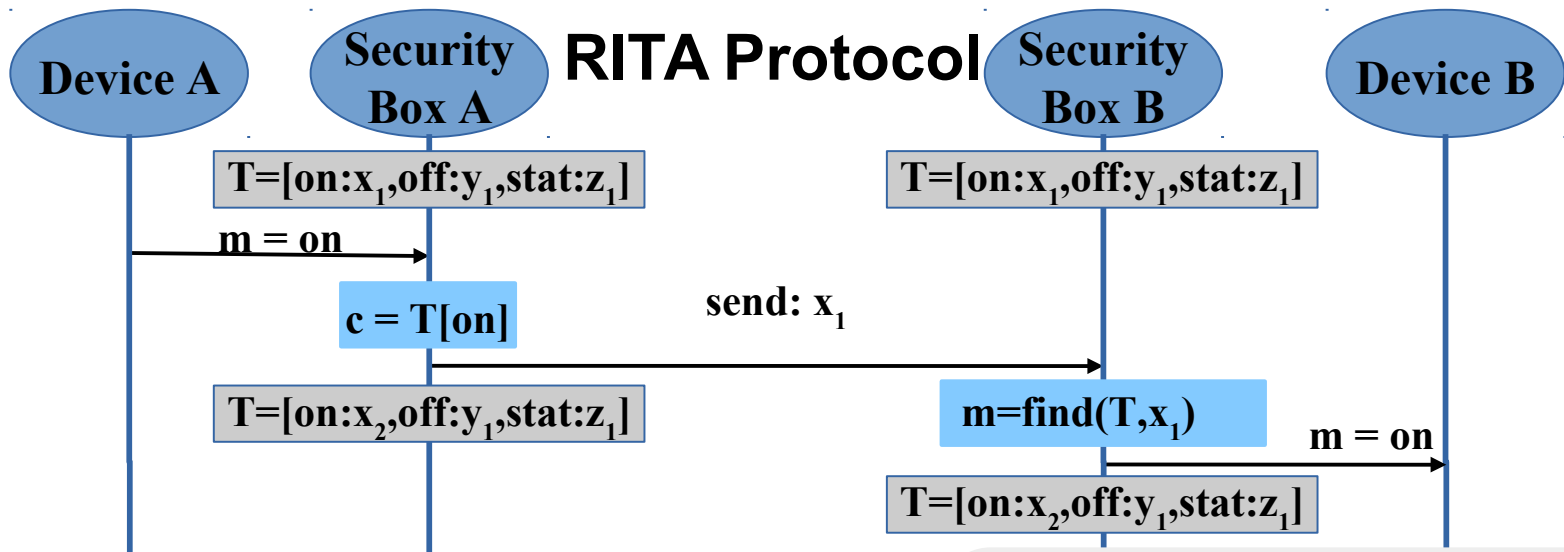 RITA Protocol
Device A
Security
Box A
Security
Box B
Device B
T=[on:x₁,off:y₁,stat:z₁]
T=[on:x₁,off:y₁,stat:z₁]
m = on
c = T[on]
send: x₁
T=[on:x₂,off:y₁,stat:z₁]
m=find(T,x₁)
m = on
T=[on:x₂,off:y₁,stat:z₁]